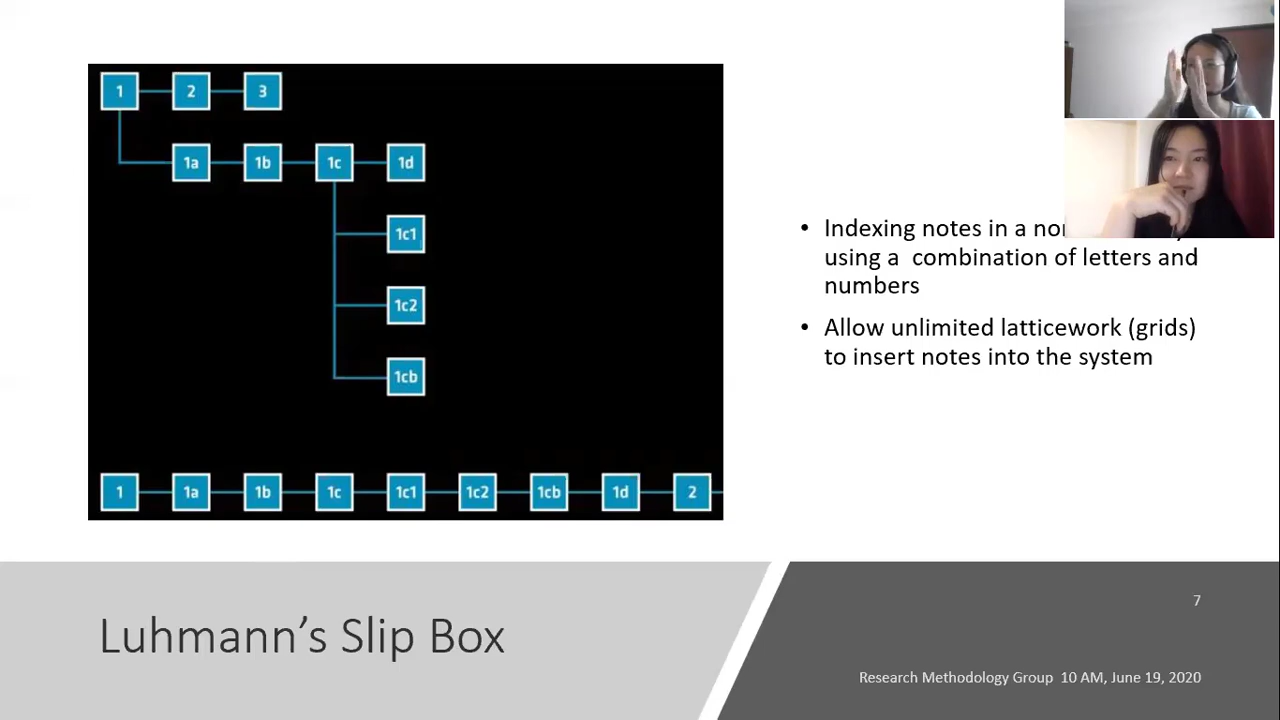 1 2 3
1a 1b 1c 1d
1c1
1c2
1cb
1 1a 1b 1c 1c1 1c2 1cb 1d 2
• Indexing notes in a
using a combination of letters and
numbers
• Allow unlimited latticework (grids)
to insert notes into the system
Luhmann’s Slip Box
7
Research Methodology Group 10 AM, June 19, 2020